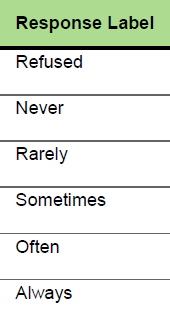 Response Label
Refused
Never
Rarely
Sometimes
Often
Always